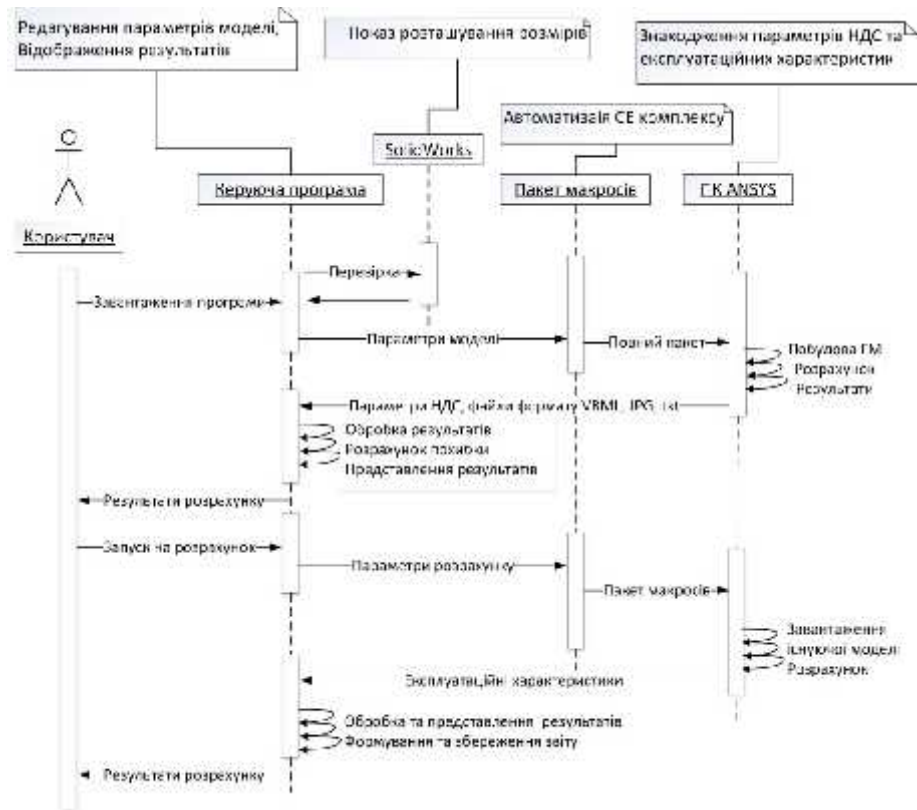 Редагування параметрів моделі,
Відображення результатів
Показ розташування розмірів
Знаходження параметрів НДС та
експлуатаційних характеристик
Автоматизаія СЕ комплексу
SolidWorks
Керуюча програма
Пакет макросів
ПК ANSYS
Користувач
Перевірка
Завантаження програми
Параметри моделі
Повний пакет
Побудова ГМ
Розрахунок
Результати
Параметри НДС, файли формату VRML, JPG, txt
Обробка результатів
Розрахунок похибки
Представлення результатів
Результати розрахунку
Запуск на розрахунок
Параметри розрахунку
Пакет макросів
Завантаження
існуючої моделі
Розрахунок
Експлуатаційні характеристики
Обробка та представлення результатів
Формування та збереження звіту
Результати розрахунку